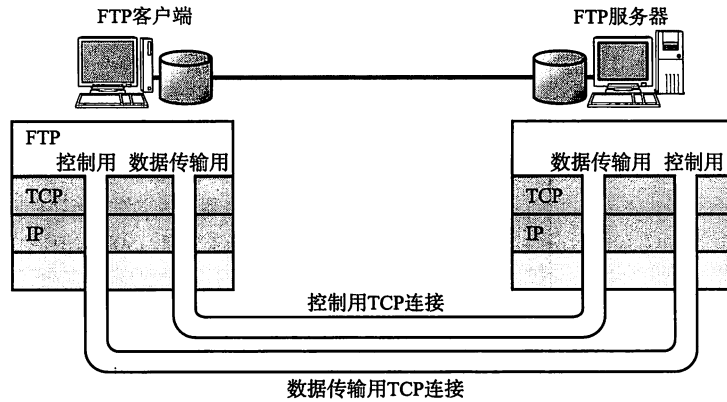 FTP客户端
FTP服务器
FTP
控制用 数据传输用
数据传输用 控制用
TCP
TCP
IP
IP
控制用TCP连接
数据传输用TCP连接